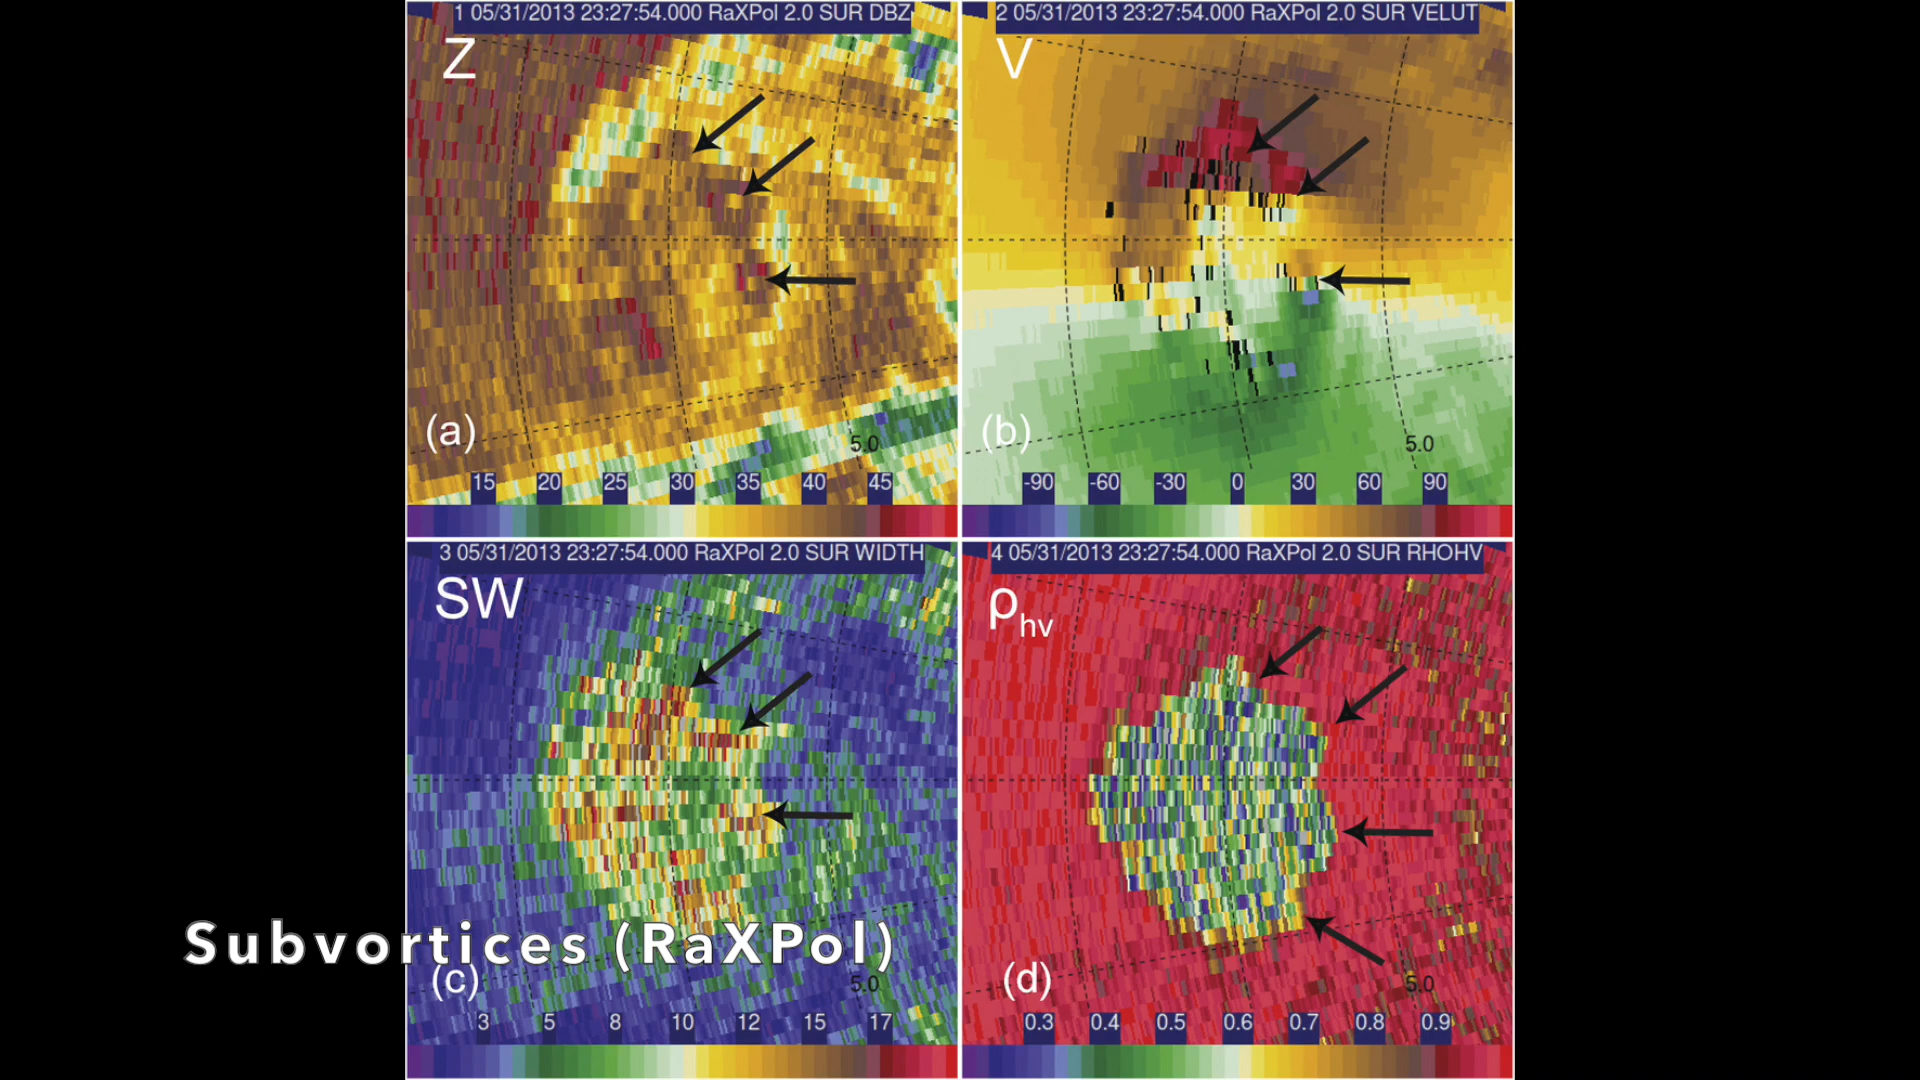 1 05/31/2013 23:27:54.000 RaXPol 2.0 SUR DBZ
Z
(a)
5.0
15 20 25 30 35 40 45
2 05/31/2013 23:27:54.000 RaXPol 2.0 SUR VELUT
V
(b)
5.0
-90 -60 -30 0 30 60 90
3 05/31/2013 23:27:54.000 RaXPol 2.0 SUR WIDTH
SW
Subvortices (RaXPol)
(c)
5.0
3 5 8 10 12 15 17
4 05/31/2013 23:27:54.000 RaXPol 2.0 SUR RHOHV
ρhv
(d)
5.0
0.3 0.4 0.5 0.6 0.7 0.8 0.9